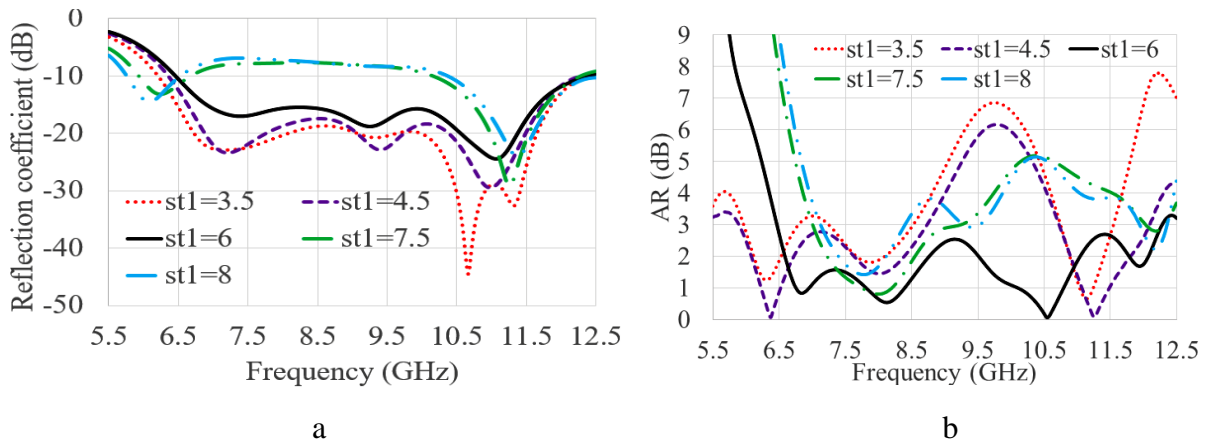 0
-10
-20
-30
-40
-50
Reflection coefficient (dB)
st1=3.5 st1=4.5
st1=6 st1=7.5
st1=8
5.5 6.5 7.5 8.5 9.5 10.5 11.5 12.5
Frequency (GHz)
a
9
8
7
6
5
4
3
2
1
0
AR (dB)
st1=3.5 st1=4.5 st1=6
st1=7.5 st1=8
5.5 6.5 7.5 8.5 9.5 10.5 11.5 12.5
Frequency (GHz)
b